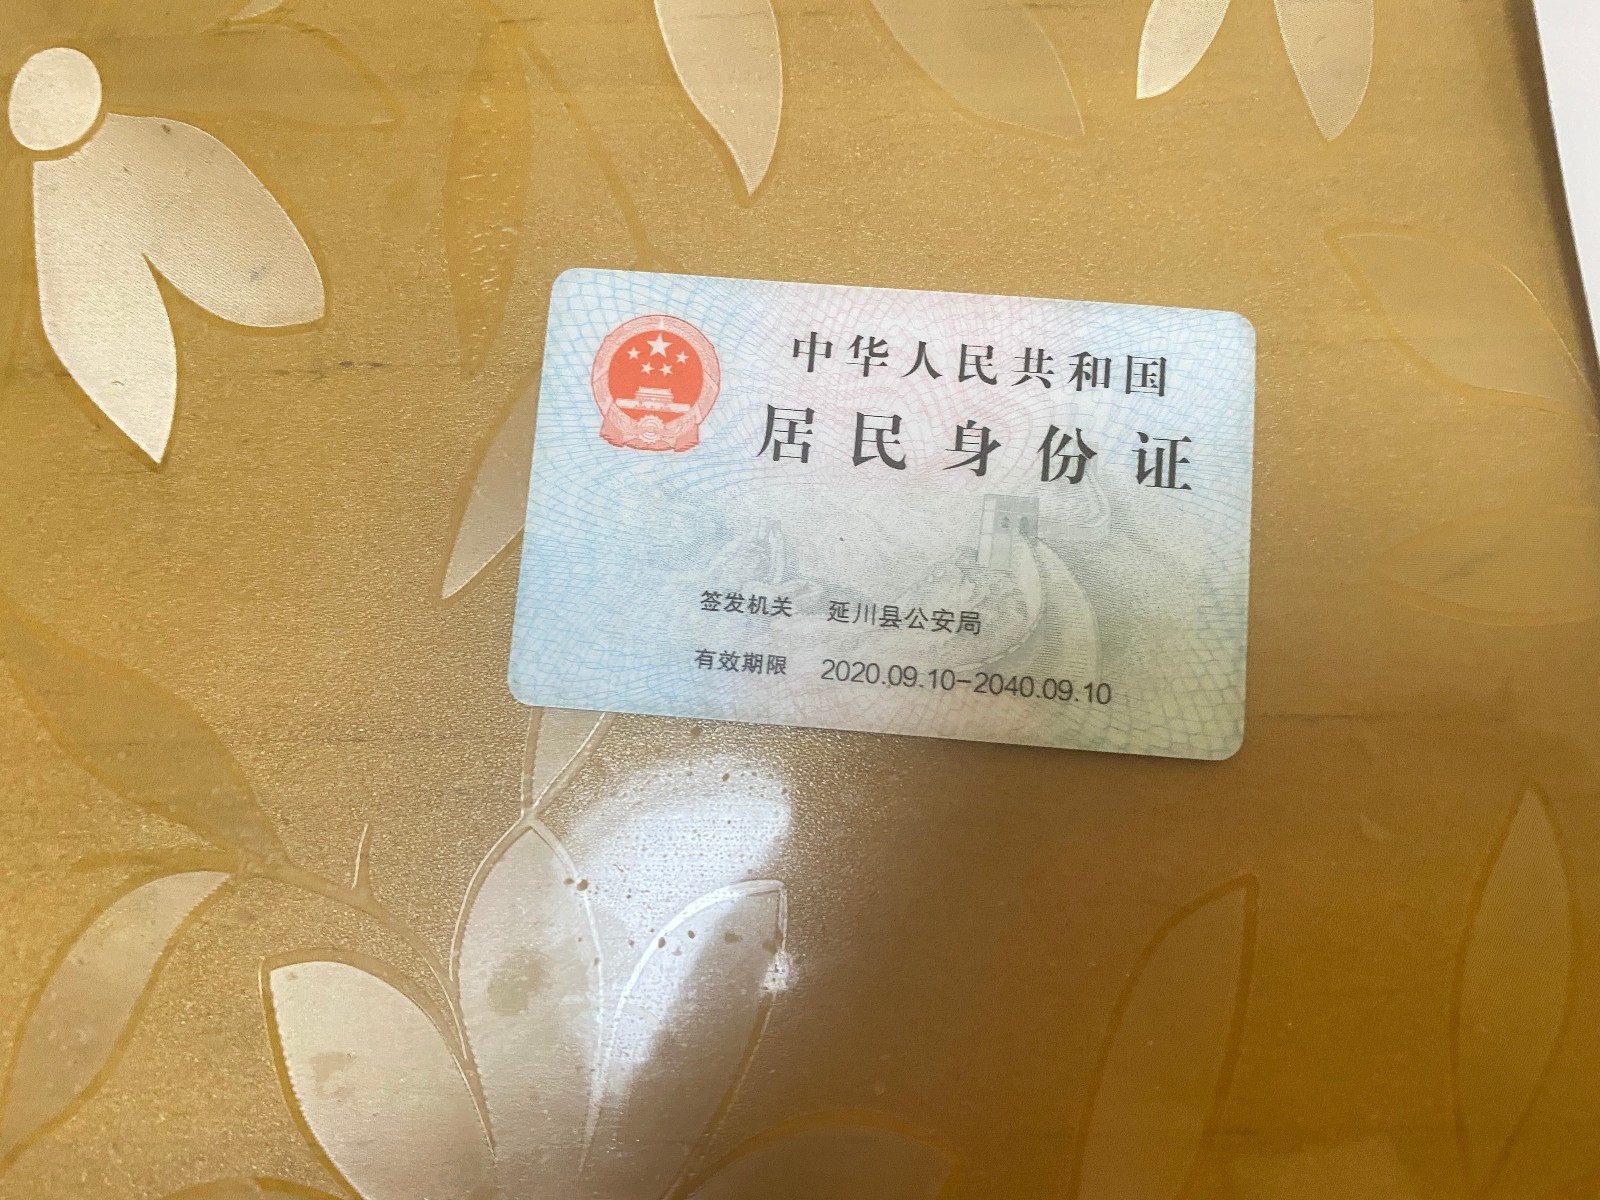 中华人民共和国
居民身份证
签发机关 延川县公安局
有效期限 2020.09.10-2040.09.10